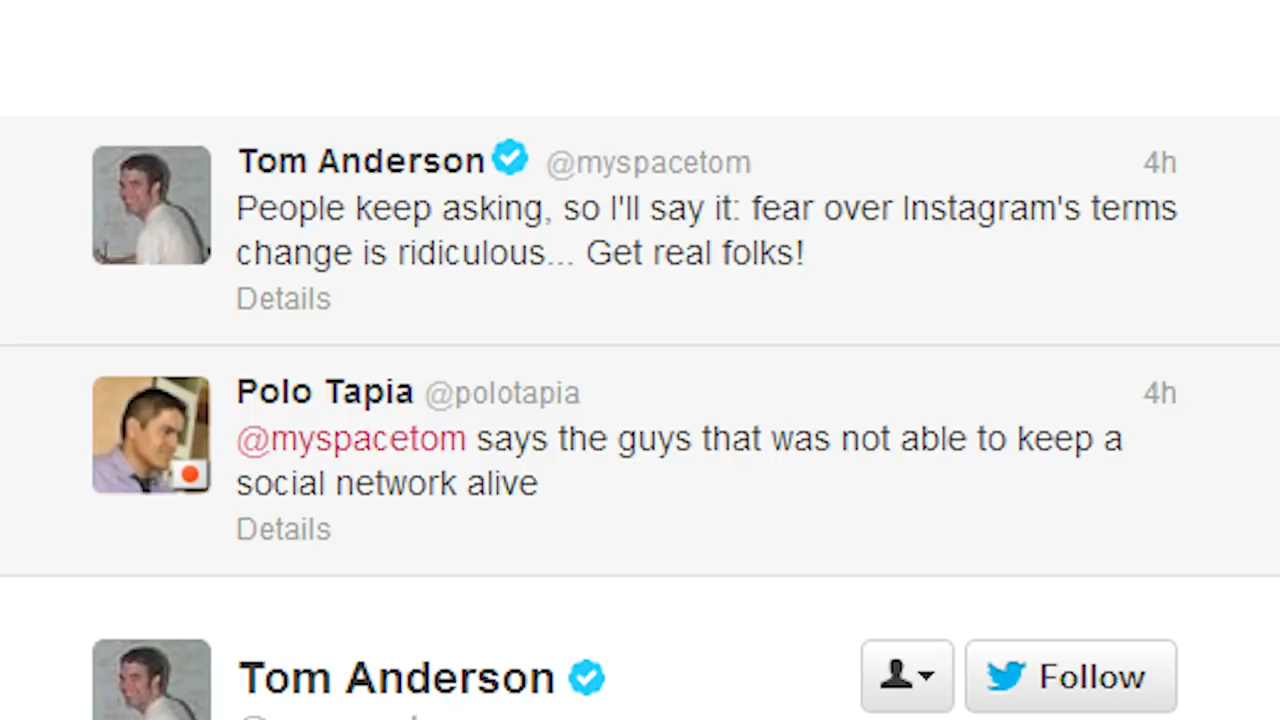 Tom Anderson @myspacetom 4h
People keep asking, so I'll say it: fear over Instagram's terms
change is ridiculous... Get real folks!
Details
Polo Tapia @polotapia 4h
@myspacetom says the guys that was not able to keep a
social network alive
Details
Tom Anderson Follow